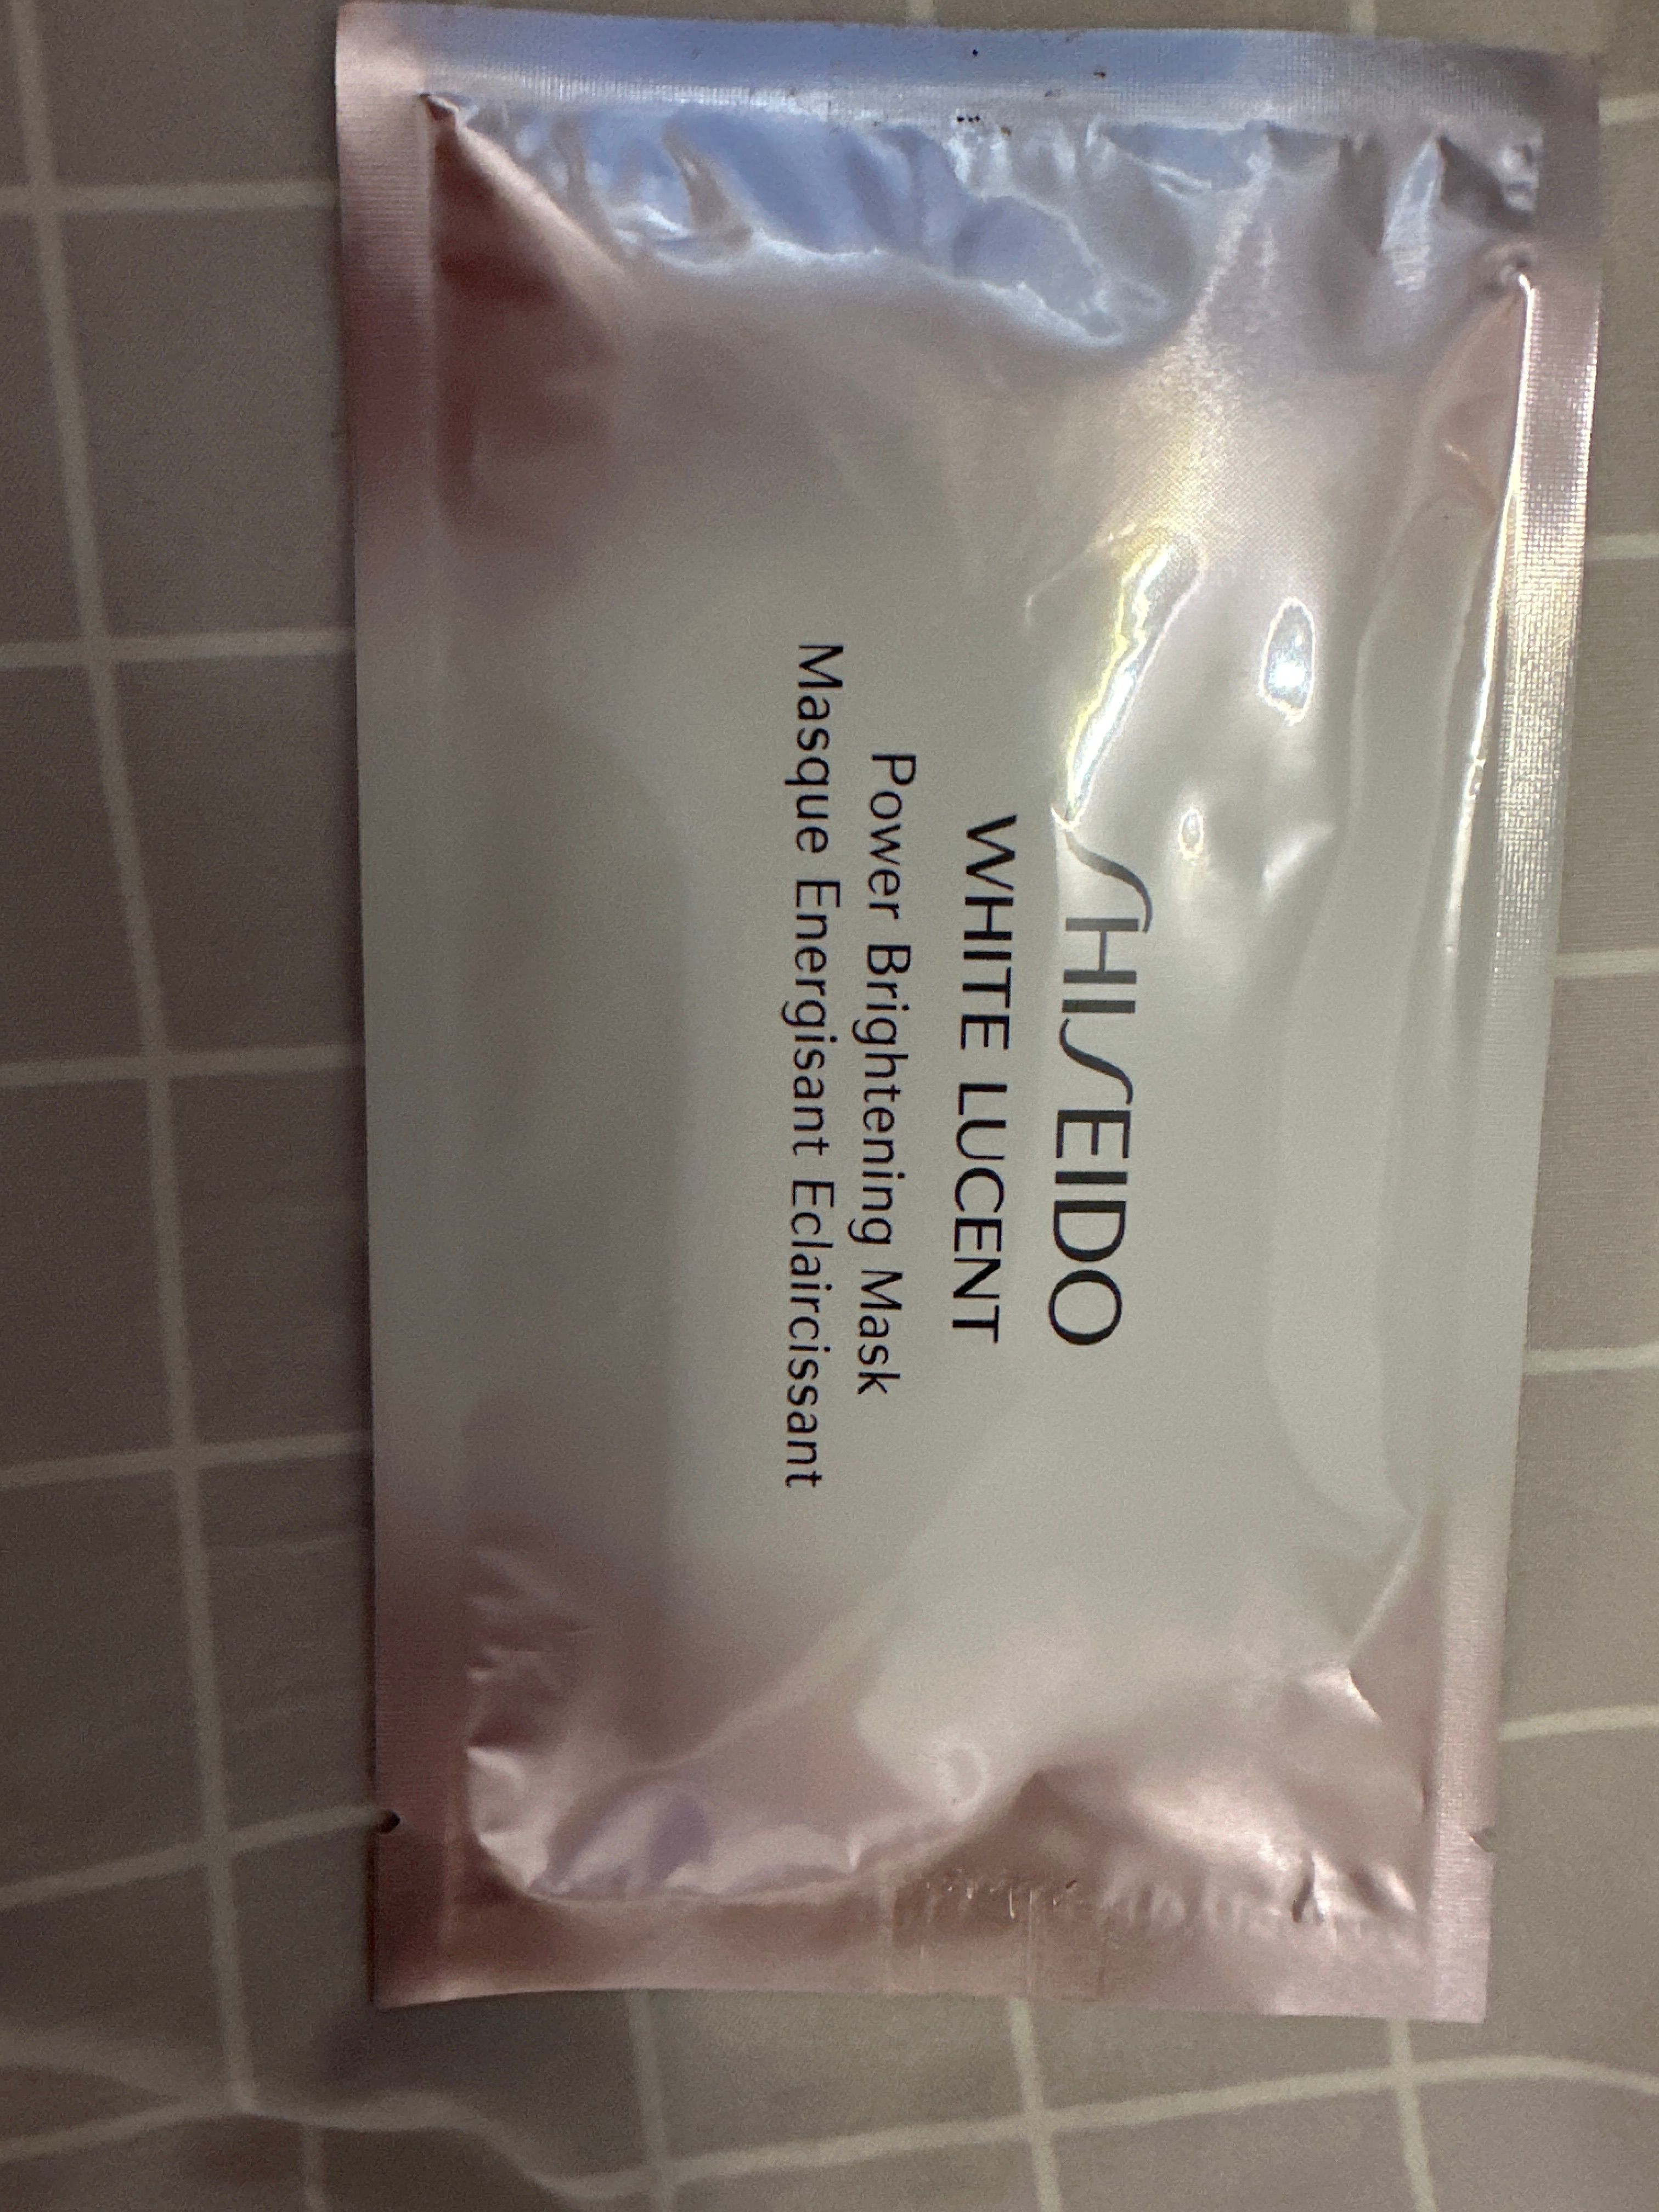 SHISEIDO
WHITE LUCENT
Power Brightening Mask
Masque Energisant Eclaircissant